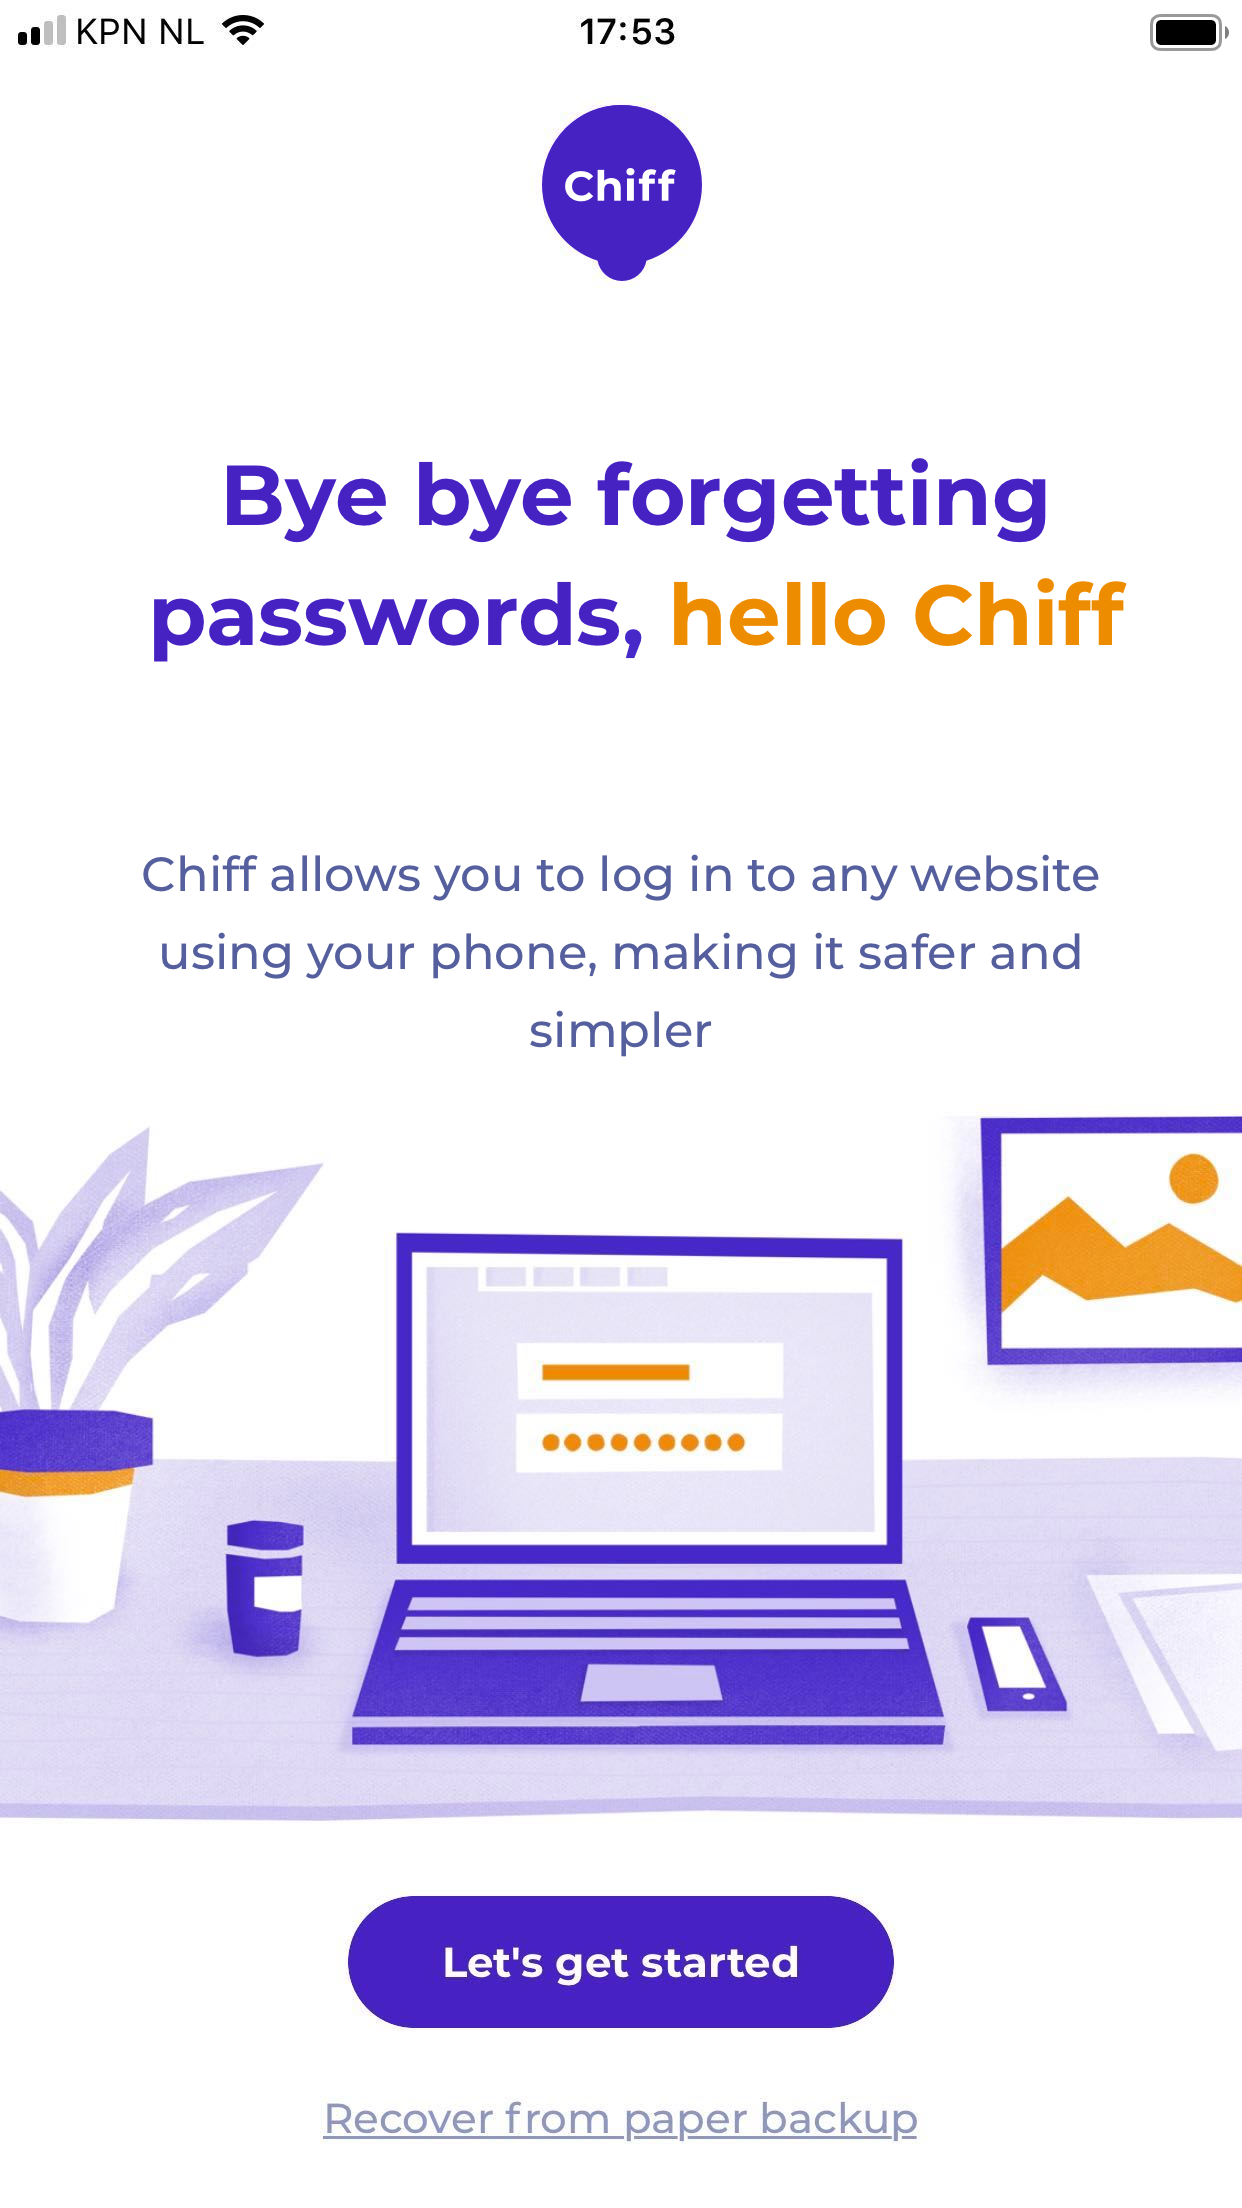 KPN NL 17:53
Chiff
Bye bye forgetting
passwords, hello Chiff
Chiff allows you to log in to any website
using your phone, making it safer and
simpler
Let's get started
Recover from paper backup